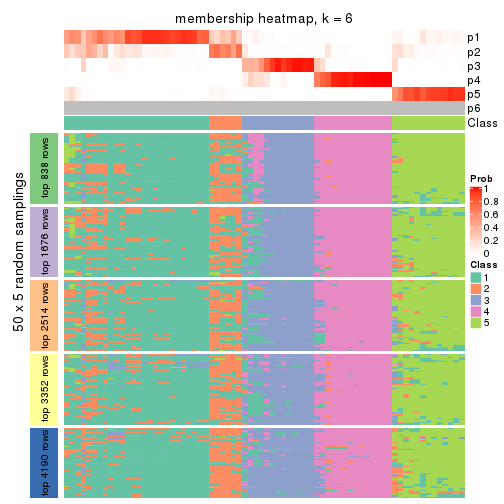 membership heatmap, k = 6
p1
p2
p3
p4
p5
p6
Class
50 x 5 random samplings
top 838 rows
top 1676 rows
top 2514 rows
top 3352 rows
top 4190 rows
Prob
1
0.8
0.6
0.4
0.2
0
Class
1
2
3
4
5